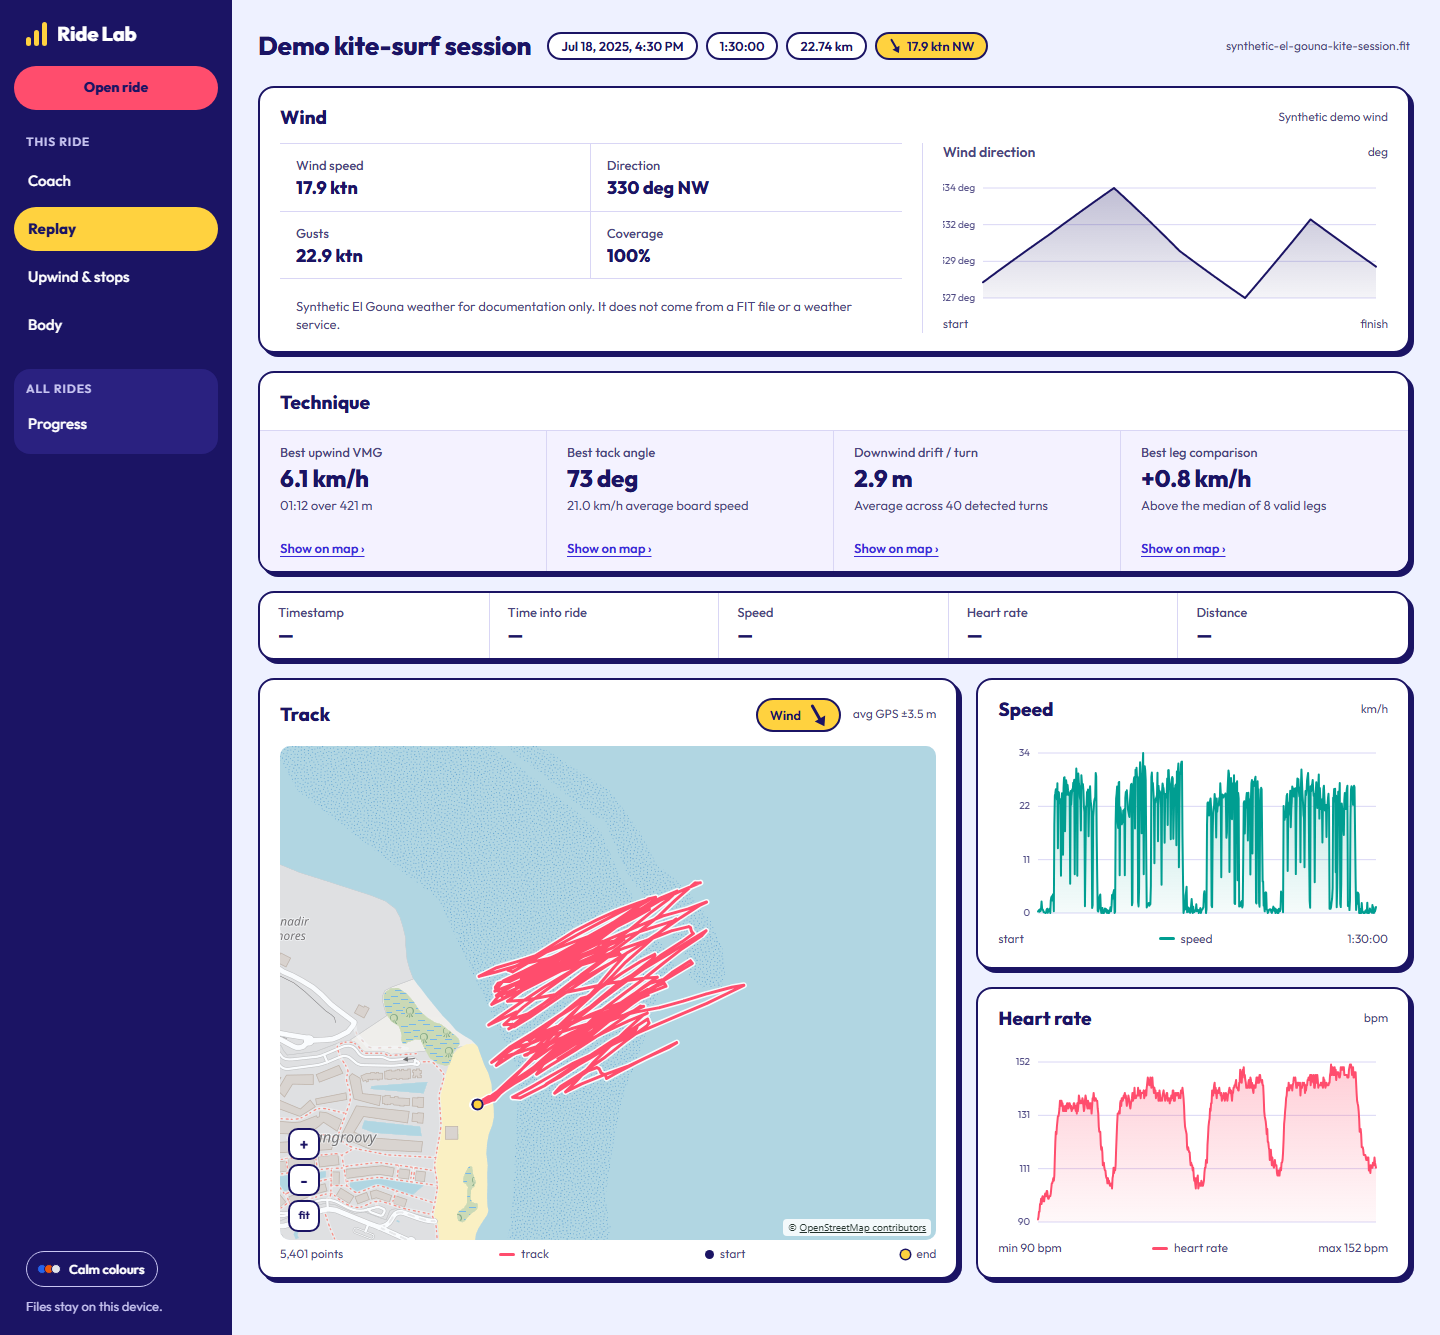 Ride Lab
Open ride
THIS RIDE
Coach
Replay
Upwind & stops
Body
ALL RIDES
Progress
Calm colours
Files stay on this device.
Demo kite-surf session
Jul 18, 2025, 4:30 PM
1:30:00
22.74 km
17.9 ktn NW
synthetic-el-gouna-kite-session.fit
Wind
Synthetic demo wind
Wind speed
17.9 ktn
Direction
330 deg NW
Gusts
22.9 ktn
Coverage
100%
Synthetic El Gouna weather for documentation only. It does not come from a FIT file or a weather
service.
Wind direction
deg
334 deg
332 deg
329 deg
327 deg
start
finish
Technique
Best upwind VMG
6.1 km/h
01:12 over 421 m
Show on map ›
Best tack angle
73 deg
21.0 km/h average board speed
Show on map ›
Downwind drift / turn
2.9 m
Average across 40 detected turns
Show on map ›
Best leg comparison
+0.8 km/h
Above the median of 8 valid legs
Show on map ›
Timestamp
—
Time into ride
—
Speed
—
Heart rate
—
Distance
—
Track
Wind
avg GPS ±3.5 m
nadir
ores
ngroovy
+
-
fit
© OpenStreetMap contributors
5,401 points
track
start
end
Speed
km/h
34
22
11
0
start
speed
1:30:00
Heart rate
bpm
152
131
111
90
min 90 bpm
heart rate
max 152 bpm